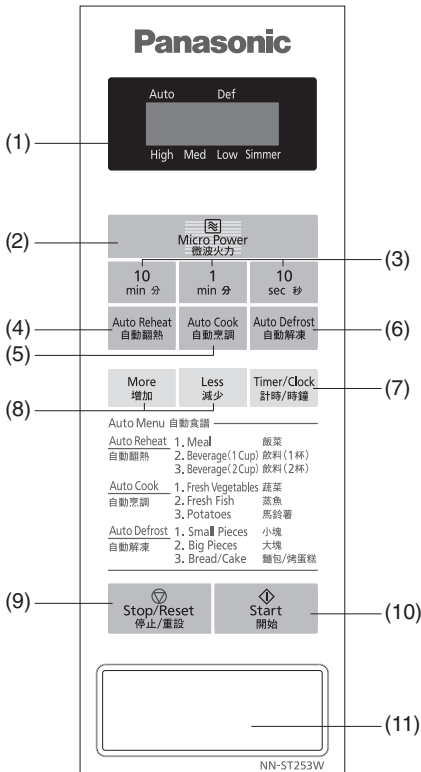 Panasonic
Auto Def
(1)
High Med Low Simmer
(2)
Micro Power
微波火力
(3)
10 1 10
min 分 min 分 sec 秒
(4)
Auto Reheat Auto Cook Auto Defrost
自動翻熱 自動烹調 自動解凍
(5)
(6)
More Less Timer/Clock
增加 減少 計時/時鐘
(7)
(8)
Auto Menu 自動食譜
Auto Reheat 1. Meal 飯菜
自動翻熱 2. Beverage(1Cup) 飲料(1杯)
3. Beverage(2Cup) 飲料(2杯)
Auto Cook 1. Fresh Vegetables 蔬菜
自動烹調 2. Fresh Fish 蒸魚
3. Potatoes 馬鈴薯
Auto Defrost 1. Small Pieces 小塊
自動解凍 2. Big Pieces 大塊
3. Bread/Cake 麵包/烤蛋糕
(9)
Stop/Reset Start
停止/重設 開始
(10)
(11)
NN-ST253W